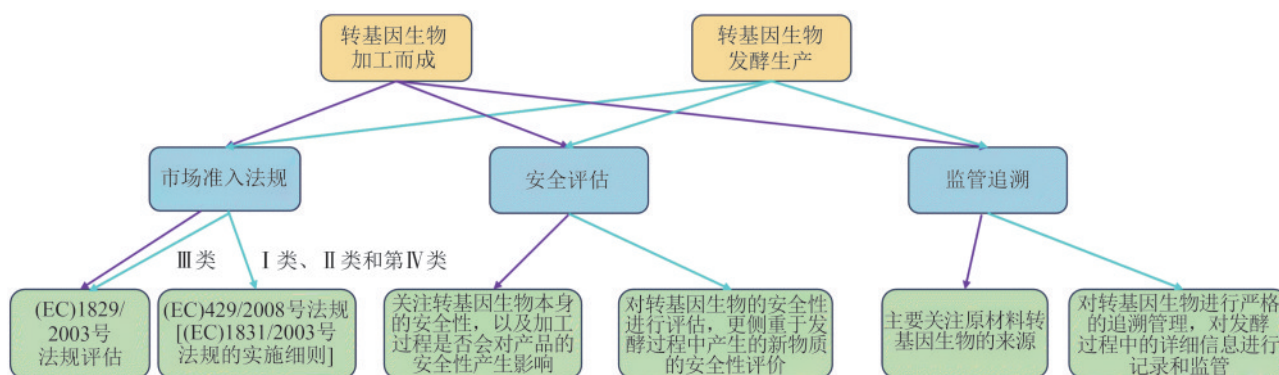 转基因生物
加工而成
转基因生物
发酵生产
市场准入法规
安全评估
监管追溯
Ⅲ类
Ⅰ类、Ⅱ类和第Ⅳ类
(EC)1829/
2003号
法规评估
(EC)429/2008号法规
[(EC)1831/2003号
法规的实施细则]
关注转基因生物本身
的安全性，以及加工
过程是否会对产品的
安全性产生影响
对转基因生物的安全性
进行评估，更侧重于发
酵过程中产生的新物质
的安全性评价
主要关注原材料转
基因生物的来源
对转基因生物进行严格
的追溯管理，对发酵
过程中的详细信息进行
记录和监管